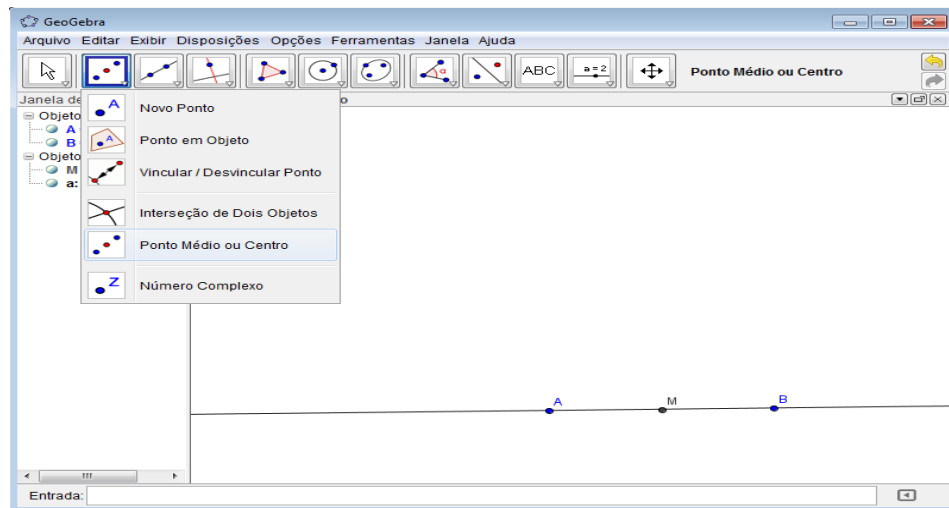 GeoGebra
Arquivo Editar Exibir Disposições Opções Ferramentas Janela Ajuda
ABC
a=2
Ponto Médio ou Centro
Janela de
Objeto
A
B
Objeto
M
a:
A Novo Ponto
A Ponto em Objeto
Vincular / Desvincular Ponto
Interseção de Dois Objetos
Ponto Médio ou Centro
Z Número Complexo
A M B
Entrada: